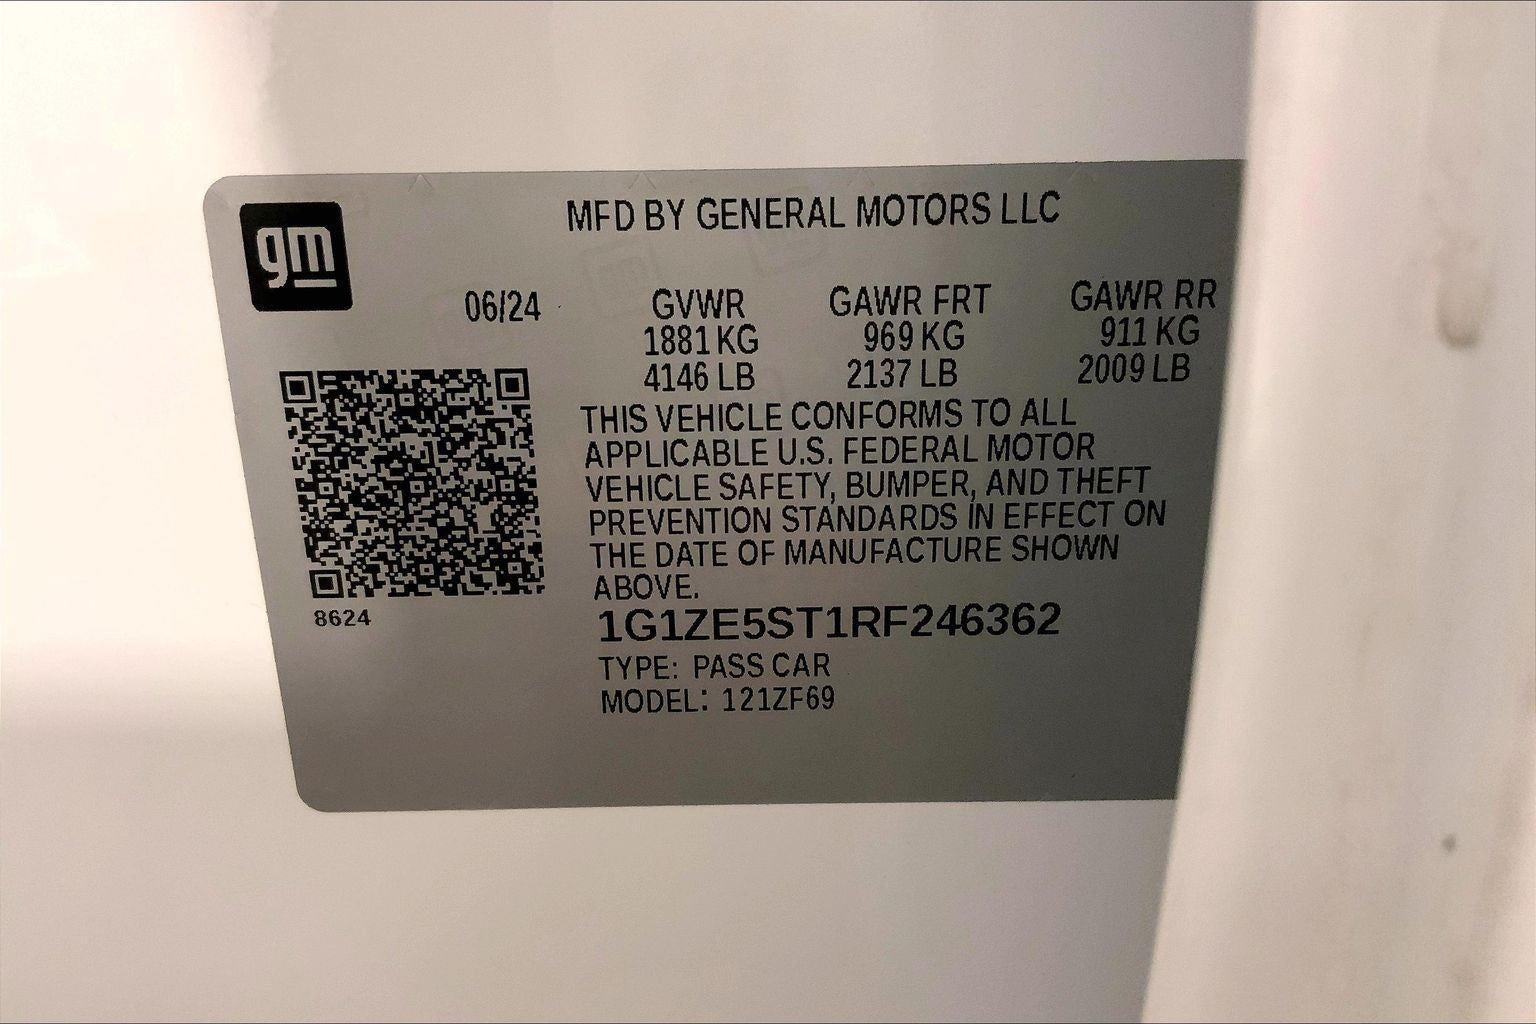 gm
MFD BY GENERAL MOTORS LLC
06/24 GVWR GAWR FRT GAWR RR
1881 KG 969 KG 911 KG
4146 LB 2137 LB 2009 LB
THIS VEHICLE CONFORMS TO ALL
APPLICABLE U.S. FEDERAL MOTOR
VEHICLE SAFETY, BUMPER, AND THEFT
PREVENTION STANDARDS IN EFFECT ON
THE DATE OF MANUFACTURE SHOWN
ABOVE.
8624
1G1ZE5ST1RF246362
TYPE: PASS CAR
MODEL: 121ZF69